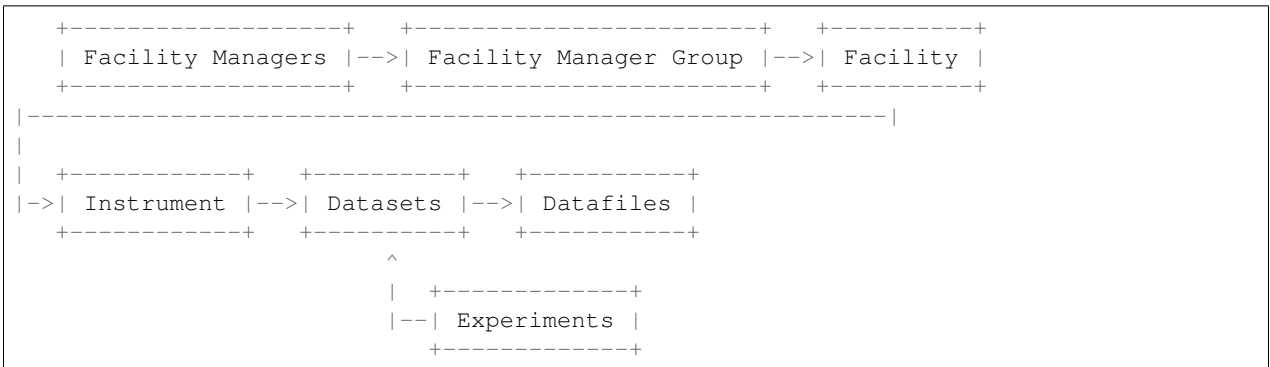 Facility Managers Facility Manager Group Facility
Instrument Datasets Datafiles
Experiments